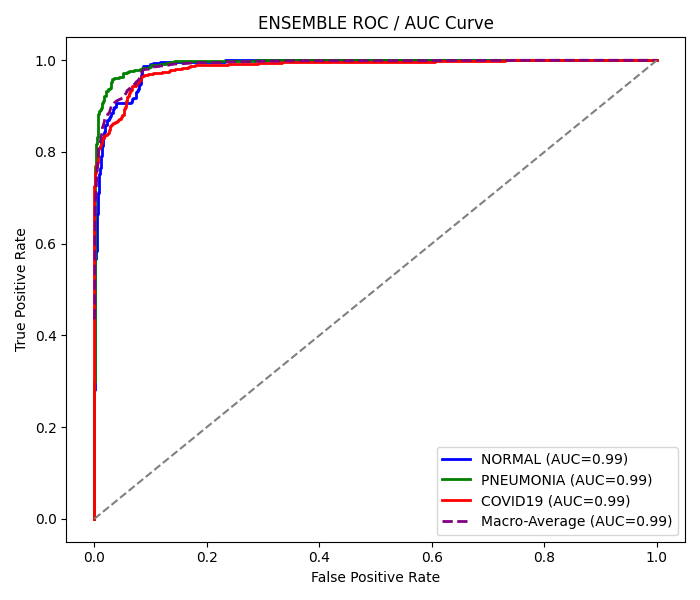 ENSEMBLE ROC / AUC Curve
True Positive Rate
1.0
0.8
0.6
0.4
0.2
0.0
NORMAL (AUC=0.99)
PNEUMONIA (AUC=0.99)
COVID19 (AUC=0.99)
Macro-Average (AUC=0.99)
0.0 0.2 0.4 0.6 0.8 1.0
False Positive Rate